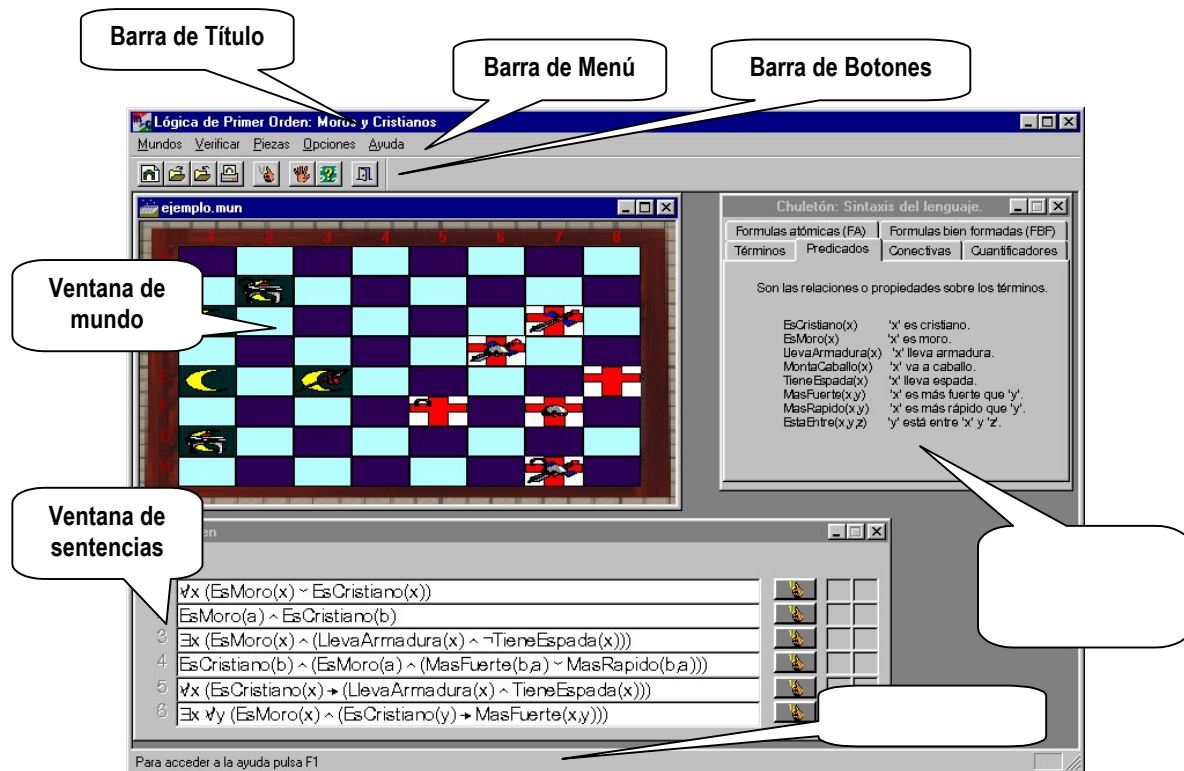 Barra de Título
Barra de Menú
Barra de Botones
Lógica de Primer Orden: Moros y Cristianos
Mundos Verificar Piezas Opciones Ayuda
ejemplo.mun
1 2 3 4 5 6 7 8
Ventana de
mundo
Chuletón: Sintaxis del lenguaje.
Formulas atómicas (FA) Formulas bien formadas (FBF)
Términos Predicados Conectivas Cuantificadores
Son las relaciones o propiedades sobre los términos.
EsCristiano(x) 'x' es cristiano.
EsMoro(x) 'x' es moro.
LlevaArmadura(x) 'x' lleva armadura.
MontaCaballo(x) 'x' va a caballo.
TieneEspada(x) 'x' lleva espada.
MasFuerte(x,y) 'x' es más fuerte que 'y'.
MasRapido(x,y) 'x' es más rápido que 'y'.
EstaEntre(x,y,z) 'y' está entre 'x' y 'z'.
G
H
Ventana de
sentencias
∀x (EsMoro(x) ˅ EsCristiano(x))
EsMoro(a) ˄ EsCristiano(b)
3 ∃x (EsMoro(x) ˄ (LlevaArmadura(x) ˄ ¬TieneEspada(x)))
4 EsCristiano(b) ˄ (EsMoro(a) ˄ (MasFuerte(b,a) ˅ MasRapido(b,a)))
5 ∀x (EsCristiano(x) → (LlevaArmadura(x) ˄ TieneEspada(x)))
6 ∃x ∀y (EsMoro(x) ˄ (EsCristiano(y) → MasFuerte(x,y)))
Para acceder a la ayuda pulsa F1